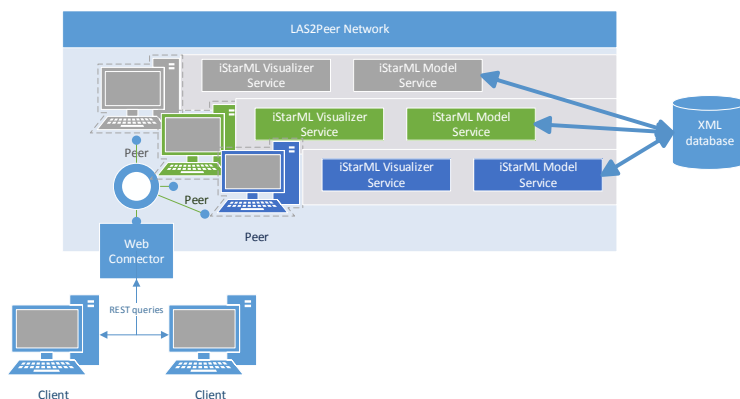 LAS2Peer Network
iStarML Visualizer
Service
iStarML Model
Service
iStarML Visualizer
Service
iStarML Model
Service
XML
database
Peer
iStarML Visualizer
Service
iStarML Model
Service
Peer
Peer
Web
Connector
REST queries
Client
Client